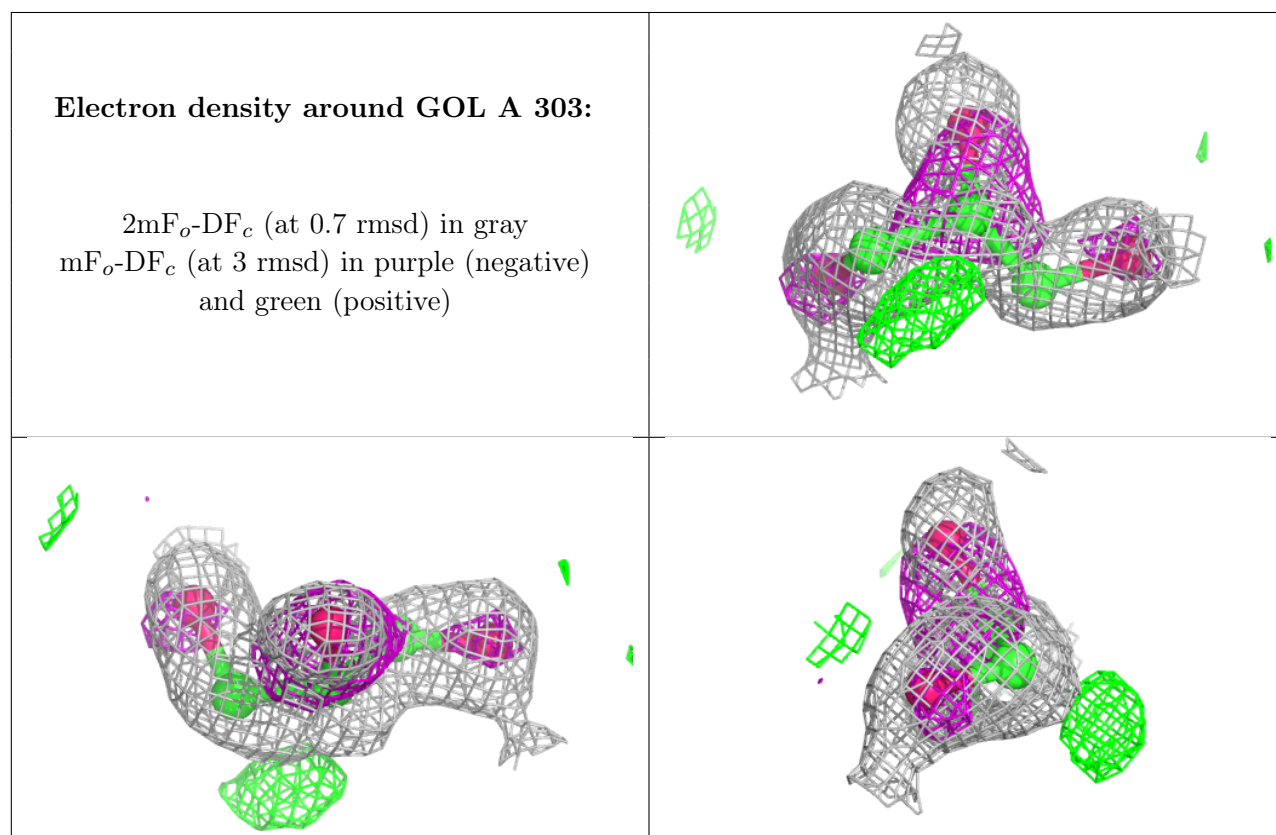 Electron density around GOL A 303:
2mFo-DFc (at 0.7 rmsd) in gray
mFo-DFc (at 3 rmsd) in purple (negative)
and green (positive)